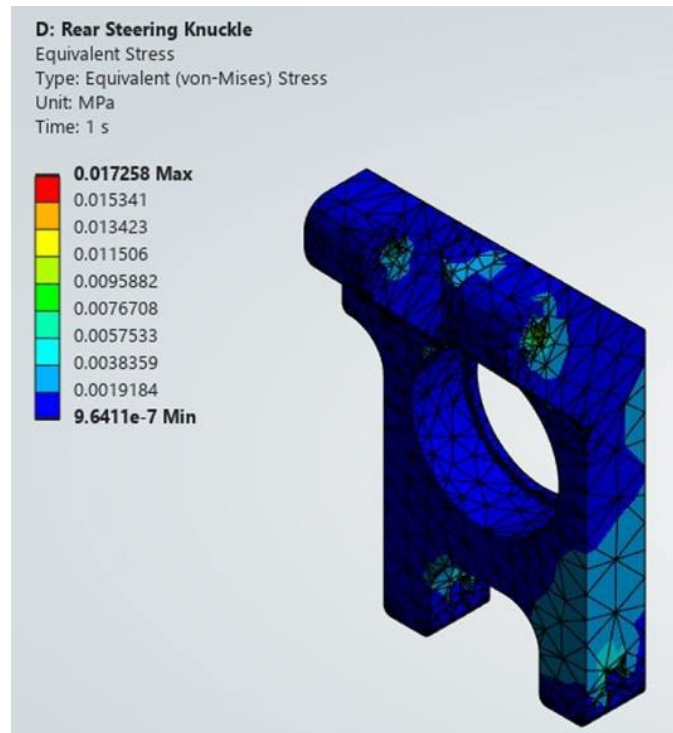 D: Rear Steering Knuckle
Equivalent Stress
Type: Equivalent (von-Mises) Stress
Unit: MPa
Time: 1 s
0.017258 Max
0.015341
0.013423
0.011506
0.0095882
0.0076708
0.0057533
0.0038359
0.0019184
9.6411e-7 Min